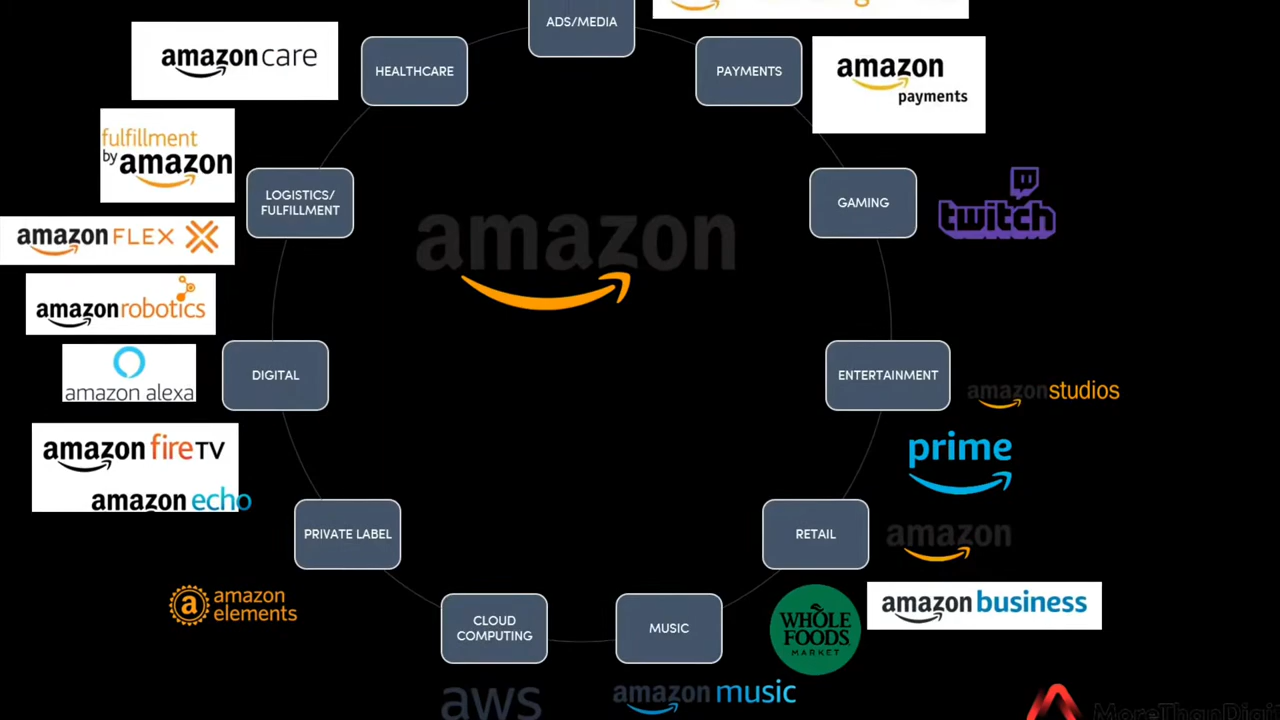 ADS/MEDIA
amazon care
HEALTHCARE
PAYMENTS
amazon
payments
fulfillment
by amazon
LOGISTICS/
FULFILLMENT
GAMING
twitch
amazon FLEX
amazon
amazon robotics
amazon alexa
DIGITAL
ENTERTAINMENT
amazonstudios
amazon fireTV
prime
amazon echo
PRIVATE LABEL
RETAIL
amazon
a amazon
elements
amazon business
CLOUD
COMPUTING
MUSIC
WHOLE
FOODS
MARKET
aws
amazon music